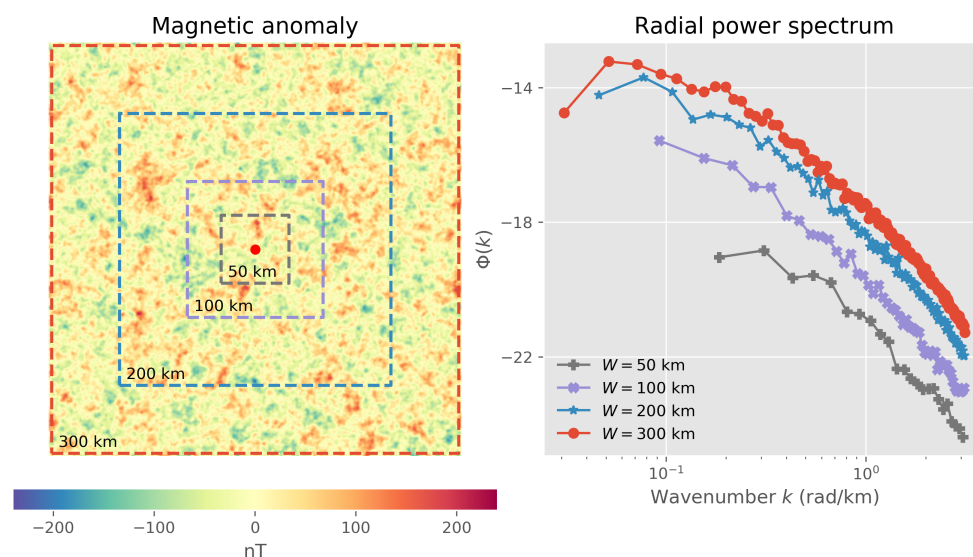 Magnetic anomaly
50 km
100 km
200 km
300 km
−200
−100
0
100
200
nT
Radial power spectrum
−14
−18
−22
Φ(k)
W = 50 km
W = 100 km
W = 200 km
W = 300 km
10⁻¹
10⁰
Wavenumber k (rad/km)